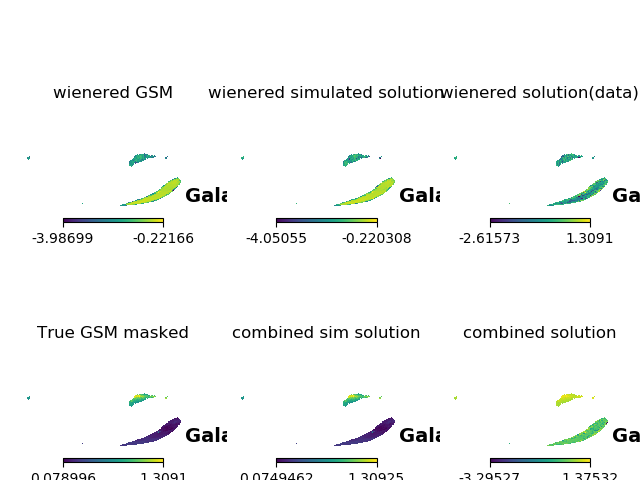 wienered GSM
wienered simulated solution
wienered solution(data)
Gala
Gala
Ga
-3.98699 -0.22166
-4.05055 -0.220308
-2.61573 1.3091
True GSM masked
combined sim solution
combined solution
Gala
Gala
Ga
0.078996 1.3091
0.0749462 1.30925
-3.29527 1.37532